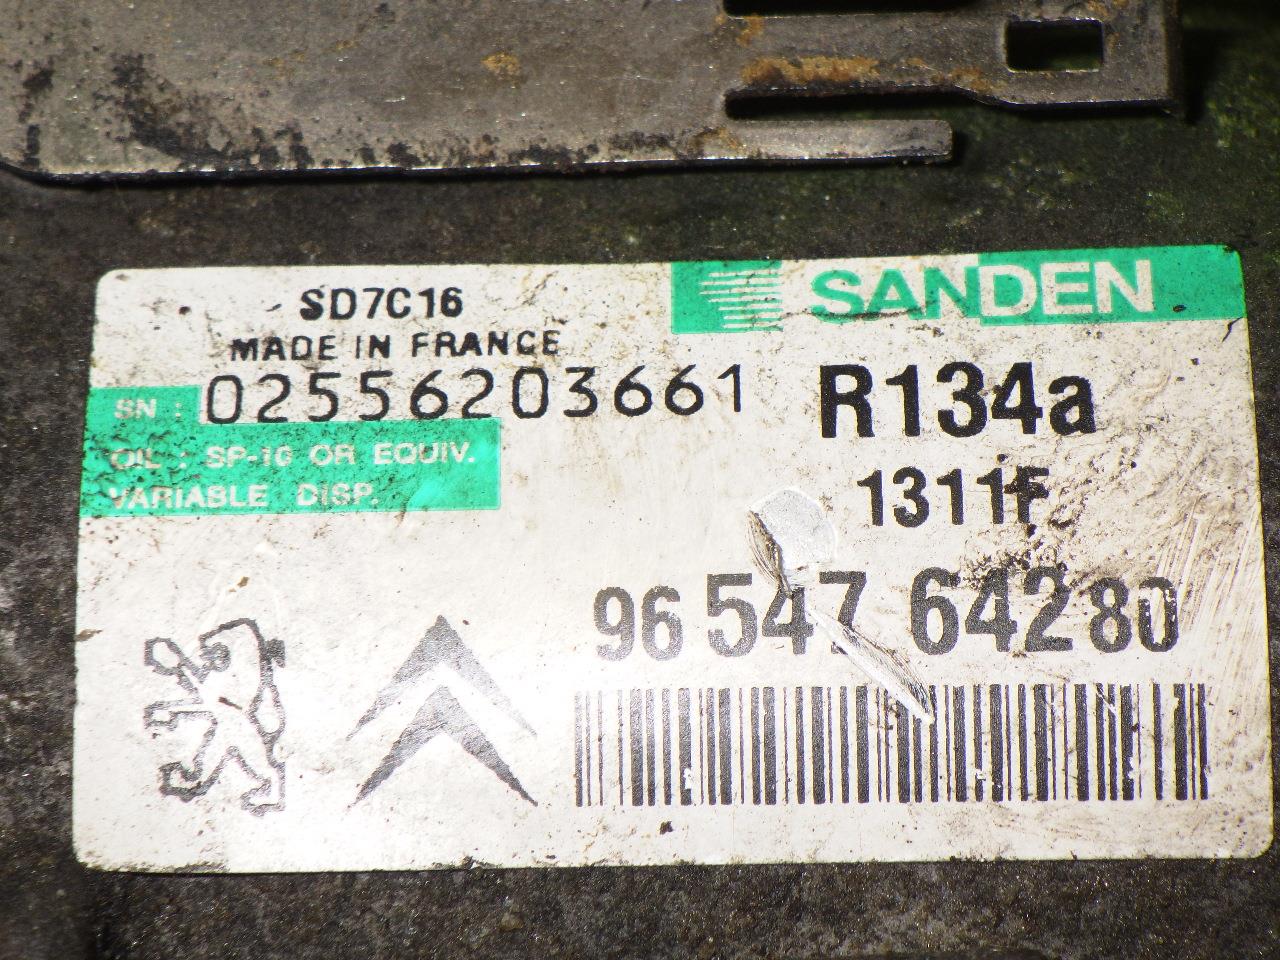 SD7C16
SANDEN
MADE IN FRANCE
SN : 02556203661
R134a
OIL : SP-10 OR EQUIV.
VARIABLE DISP.
1311F
96 547 642 80